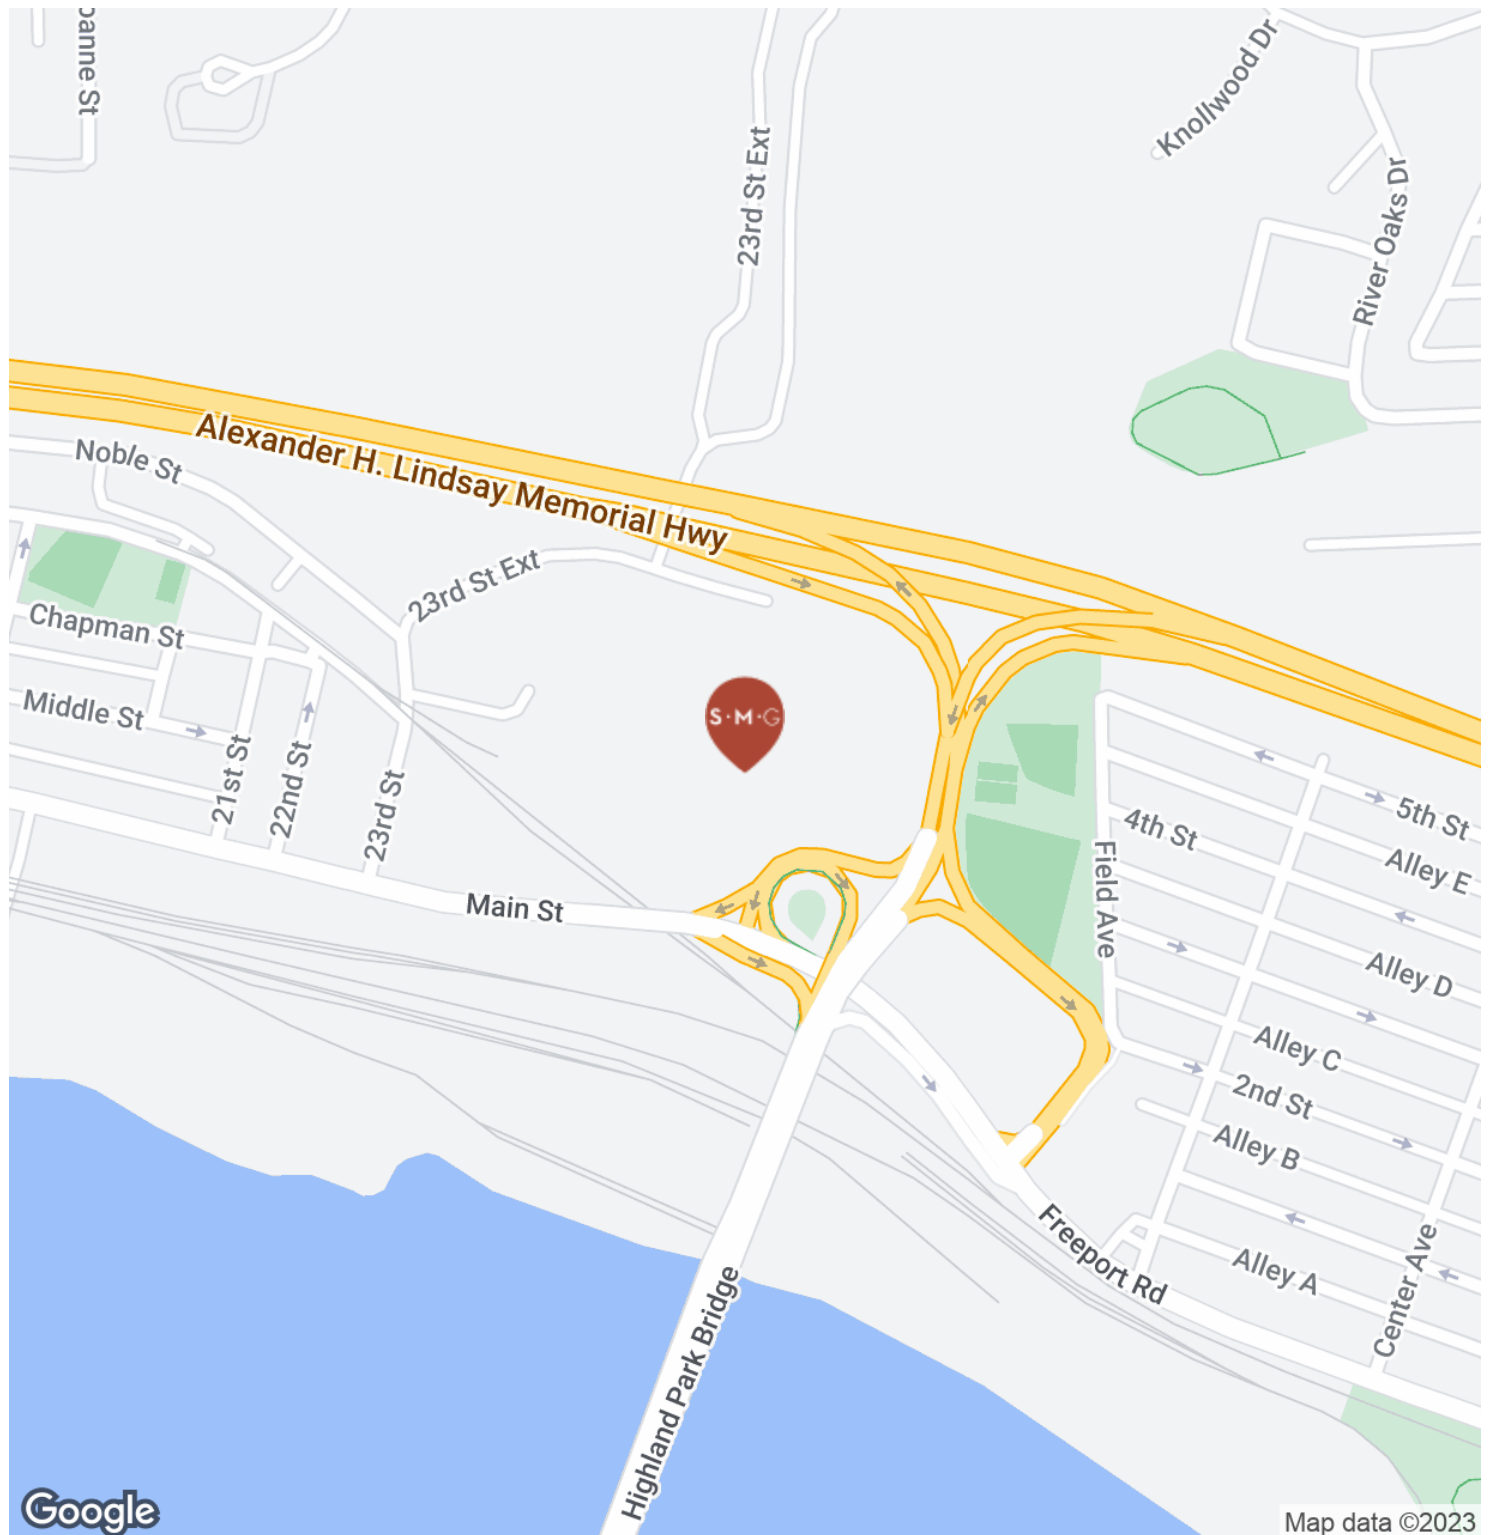 oanne St
Knollwood Dr
23rd St Ext
River Oaks Dr
Alexander H. Lindsay Memorial Hwy
Noble St
23rd St Ext
Chapman St
Middle St
S·M·G
21st St
22nd St
23rd St
5th St
4th St
Alley E
Field Ave
Main St
Alley D
Alley C
2nd St
Alley B
Freeport Rd
Alley A
Center Ave
Highland Park Bridge
Google
Map data ©2023